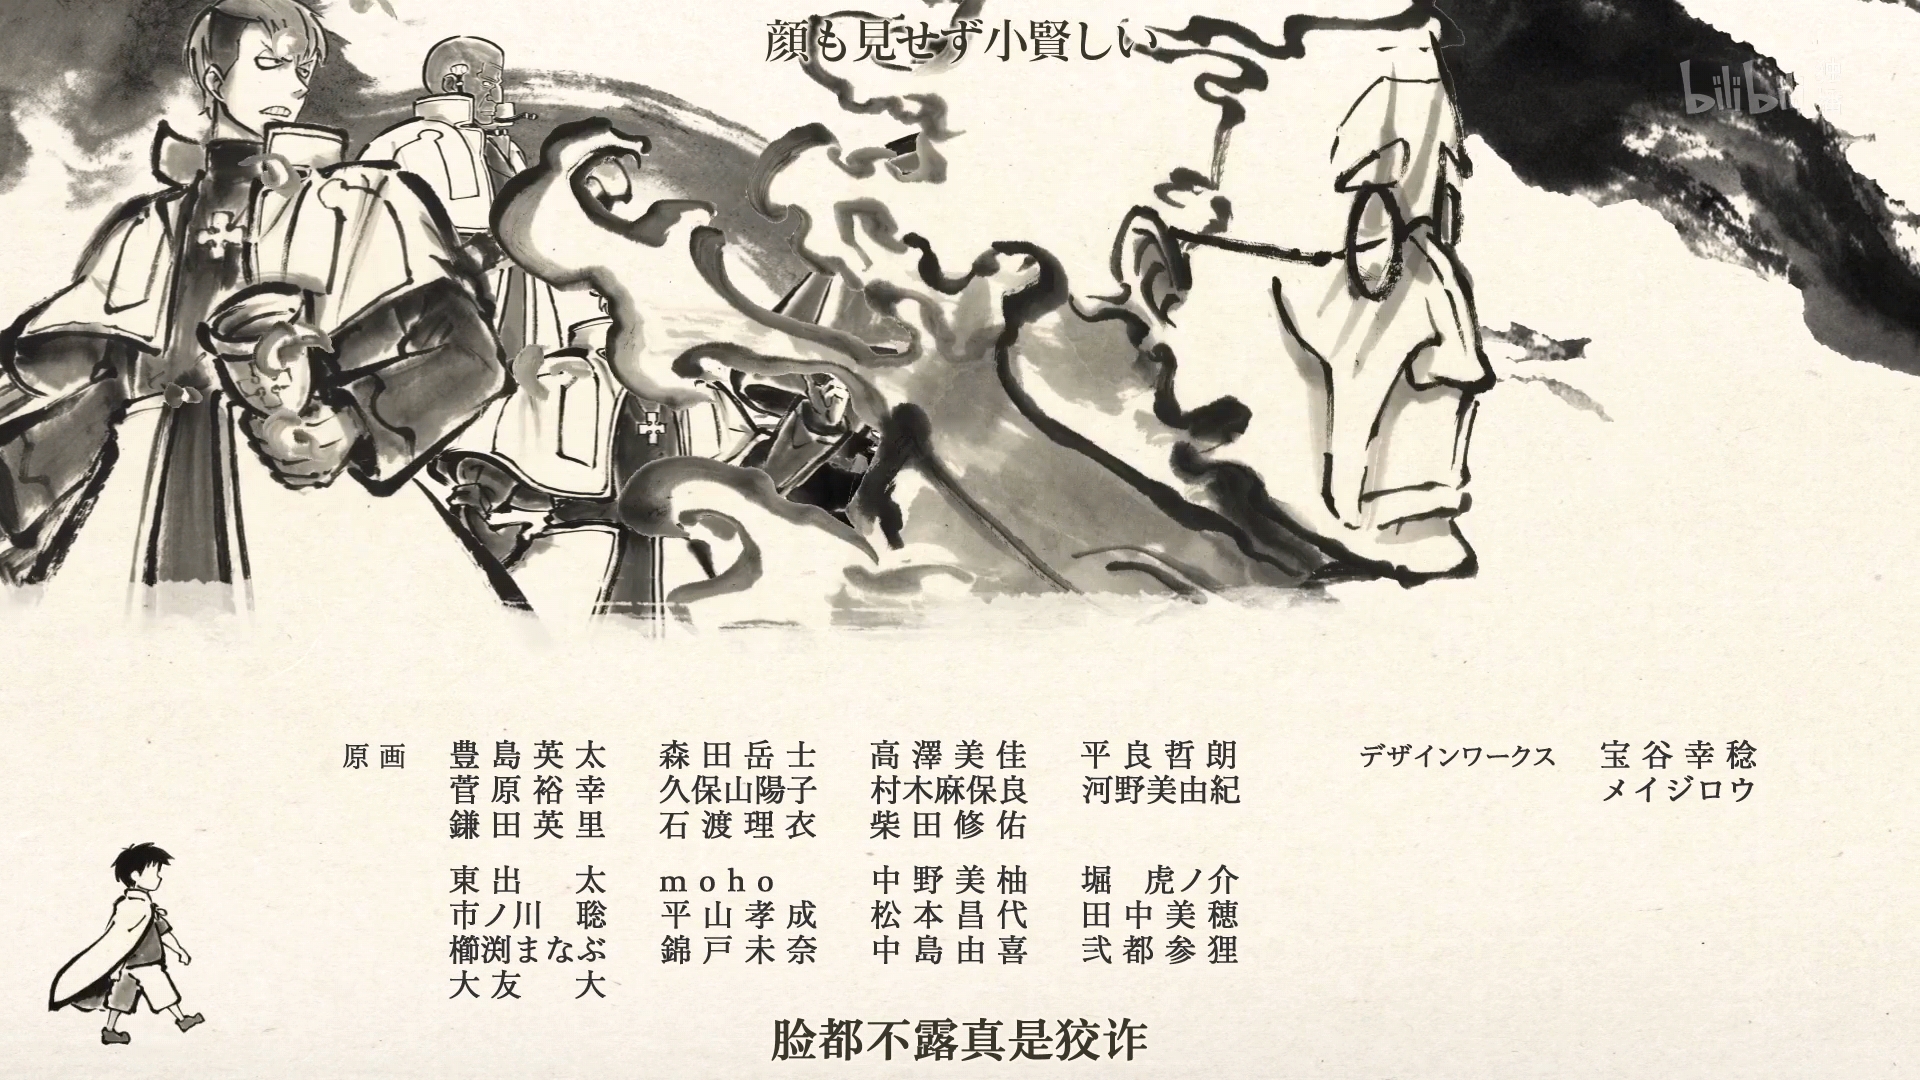 顔も見せず小賢しい
bilibili
原画 豊島英太 森田岳士 高澤美佳 平良哲朗 デザインワークス 宝谷幸稔
菅原裕幸 久保山陽子 村木麻保良 河野美由紀 メイジロウ
鎌田英里 石渡理衣 柴田修佑
東出 太 moho 中野美柚 堀 虎ノ介
市ノ川 聡 平山孝成 松本昌代 田中美穂
櫛渕まなぶ 錦戸未奈 中島由喜 弐都参狸
大友 大
脸都不露真是狡诈